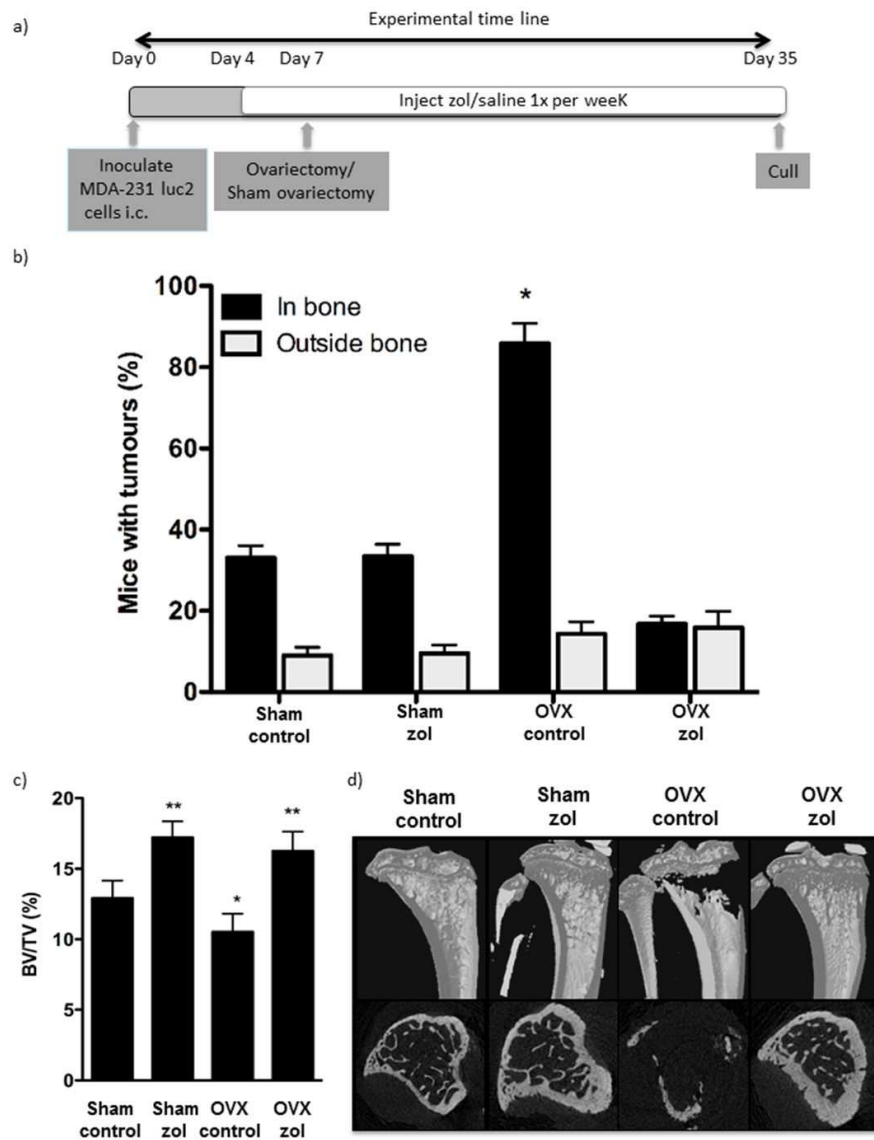 a)
Experimental time line
Day 0
Day 4
Day 7
Day 35
Inject zol/saline 1x per weeK
Inoculate
MDA-231 luc2
cells i.c.
Ovariectomy/
Sham ovariectomy
Cull
b)
Mice with tumours (%)
100
80
60
40
20
0
In bone
Outside bone
*
Sham
control
Sham
zol
OVX
control
OVX
zol
c)
BV/TV (%)
20
15
10
5
0
**
*
**
Sham
control
Sham
zol
OVX
control
OVX
zol
d)
Sham
control
Sham
zol
OVX
control
OVX
zol